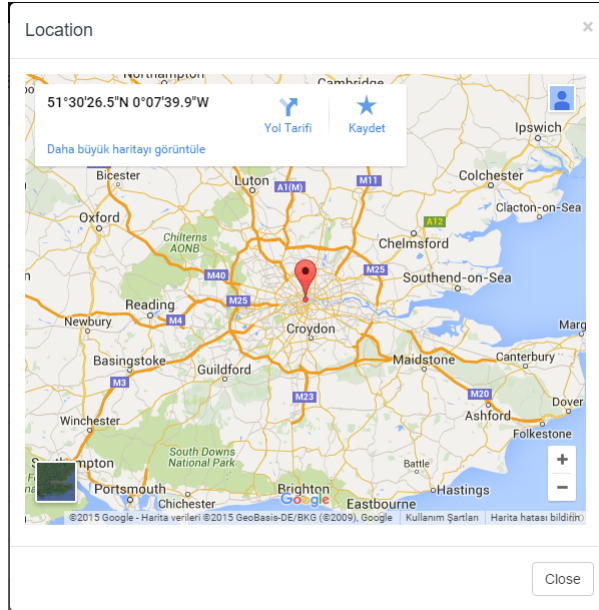 Location
×
Northampton
Cambridge
51°30'26.5"N 0°07'39.9"W
Yol Tarifi
Kaydet
Daha büyük haritayı görüntüle
Ipswich
Bicester
Luton
A1(M)
M11
Colchester
Clacton-on-Sea
Oxford
A12
Chelmsford
Chilterns
AONB
M40
M25
Southend-on-Sea
Reading
M25
Newbury
M4
Croydon
Marg
Basingstoke
Guildford
Maidstone
Canterbury
M3
M23
M20
Dover
Ashford
Winchester
Folkestone
South Downs
National Park
Battle
+
−
Portsmouth
Chichester
Brighton
Hastings
Google
Eastbourne
©2015 Google - Harita verileri ©2015 GeoBasis-DE/BKG (©2009), Google
Kullanım Şartları
Harita hatası bildirin
Close